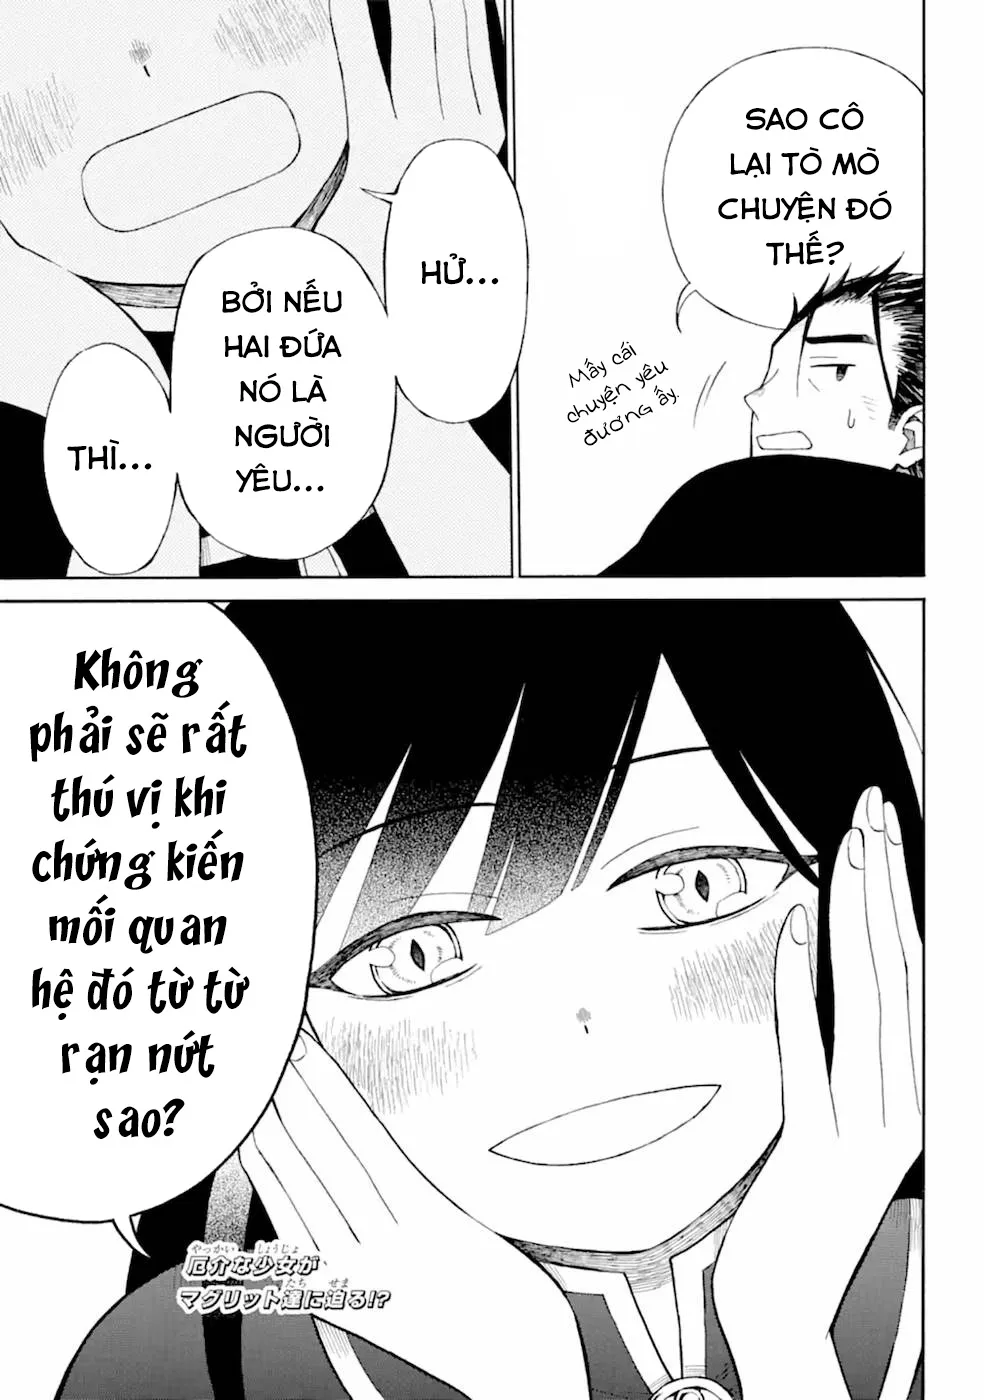 SAO CÔ
LẠI TÒ MÒ
CHUYỆN ĐÓ
THẾ?
Mấy cái
chuyện yêu
đương ấy.
HỬ...
BỞI NẾU
HAI ĐỨA
NÓ LÀ
NGƯỜI
YÊU...
THÌ...
Không
phải sẽ rất
thú vị khi
chứng kiến
mối quan
hệ đó từ từ
rạn nứt
sao?
厄介な少女が、
マグリット達に迫る!?